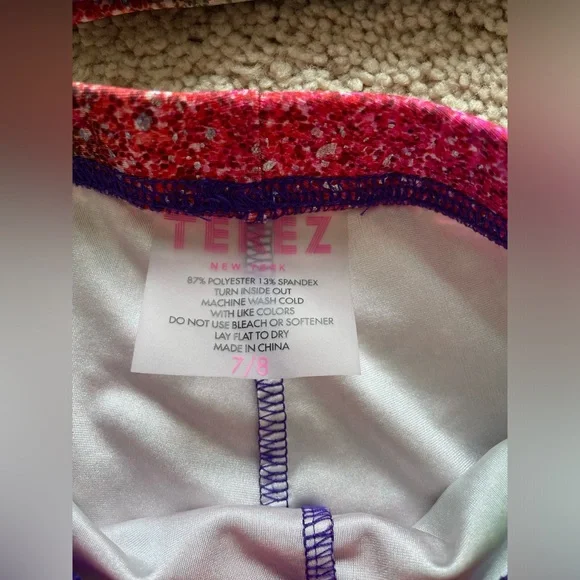 TEREZ
NEW YORK
87% POLYESTER 13% SPANDEX
TURN INSIDE OUT
MACHINE WASH COLD
WITH LIKE COLORS
DO NOT USE BLEACH OR SOFTENER
LAY FLAT TO DRY
MADE IN CHINA
7/8